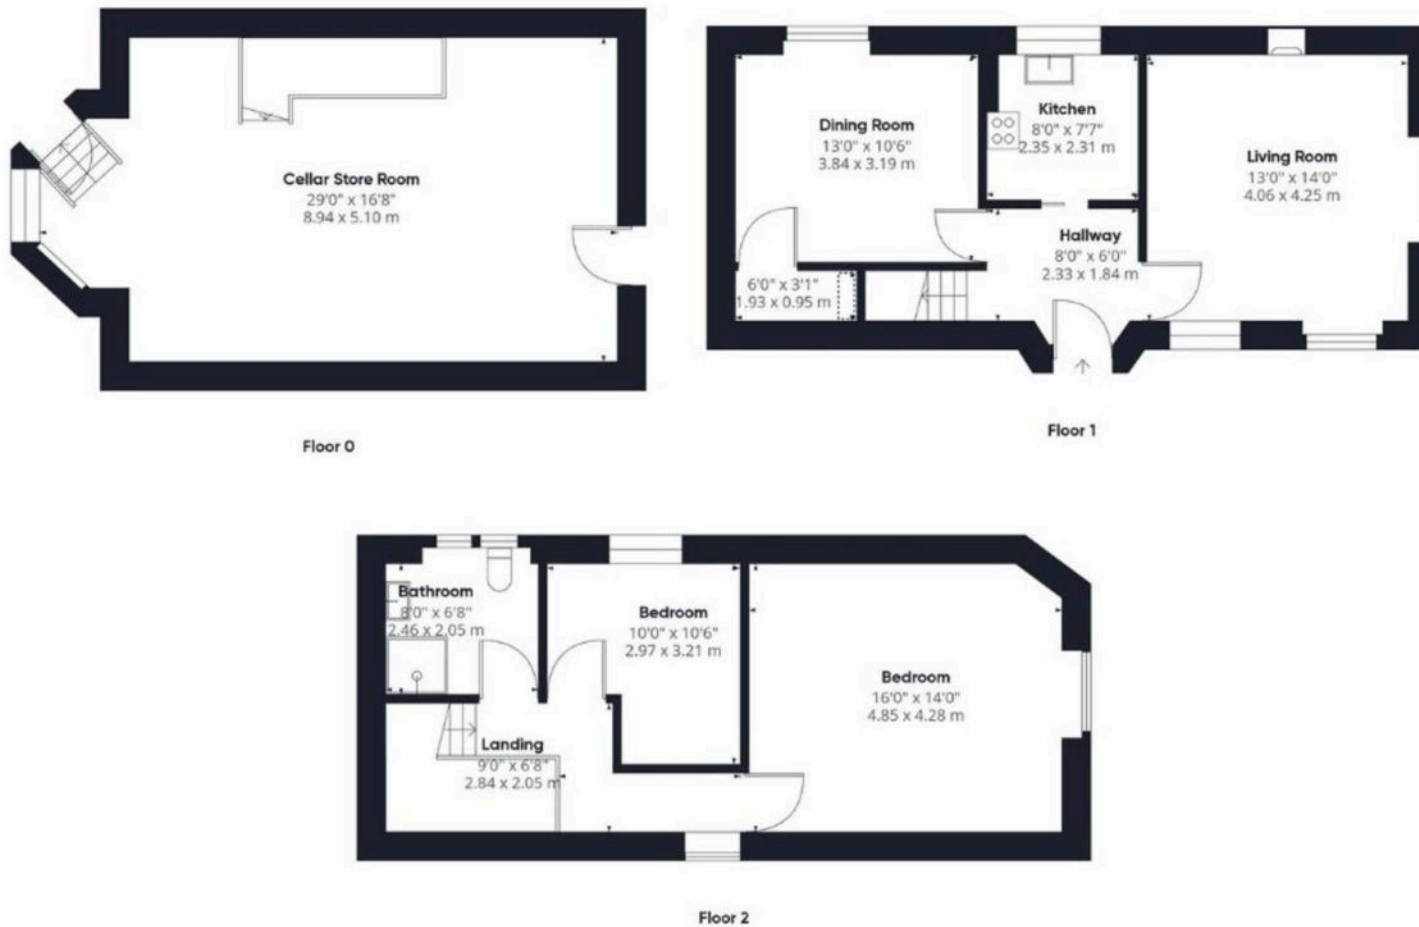 Cellar Store Room
29'0" x 16'8"
8.94 x 5.10 m
Floor 0
Dining Room
13'0" x 10'6"
3.84 x 3.19 m
Kitchen
8'0" x 7'7"
2.35 x 2.31 m
Living Room
13'0" x 14'0"
4.06 x 4.25 m
Hallway
8'0" x 6'0"
2.33 x 1.84 m
6'0" x 3'1"
1.93 x 0.95 m
Floor 1
Bathroom
8'0" x 6'8"
2.46 x 2.05 m
Bedroom
10'0" x 10'6"
2.97 x 3.21 m
Bedroom
16'0" x 14'0"
4.85 x 4.28 m
Landing
9'0" x 6'8"
2.84 x 2.05 m
Floor 2